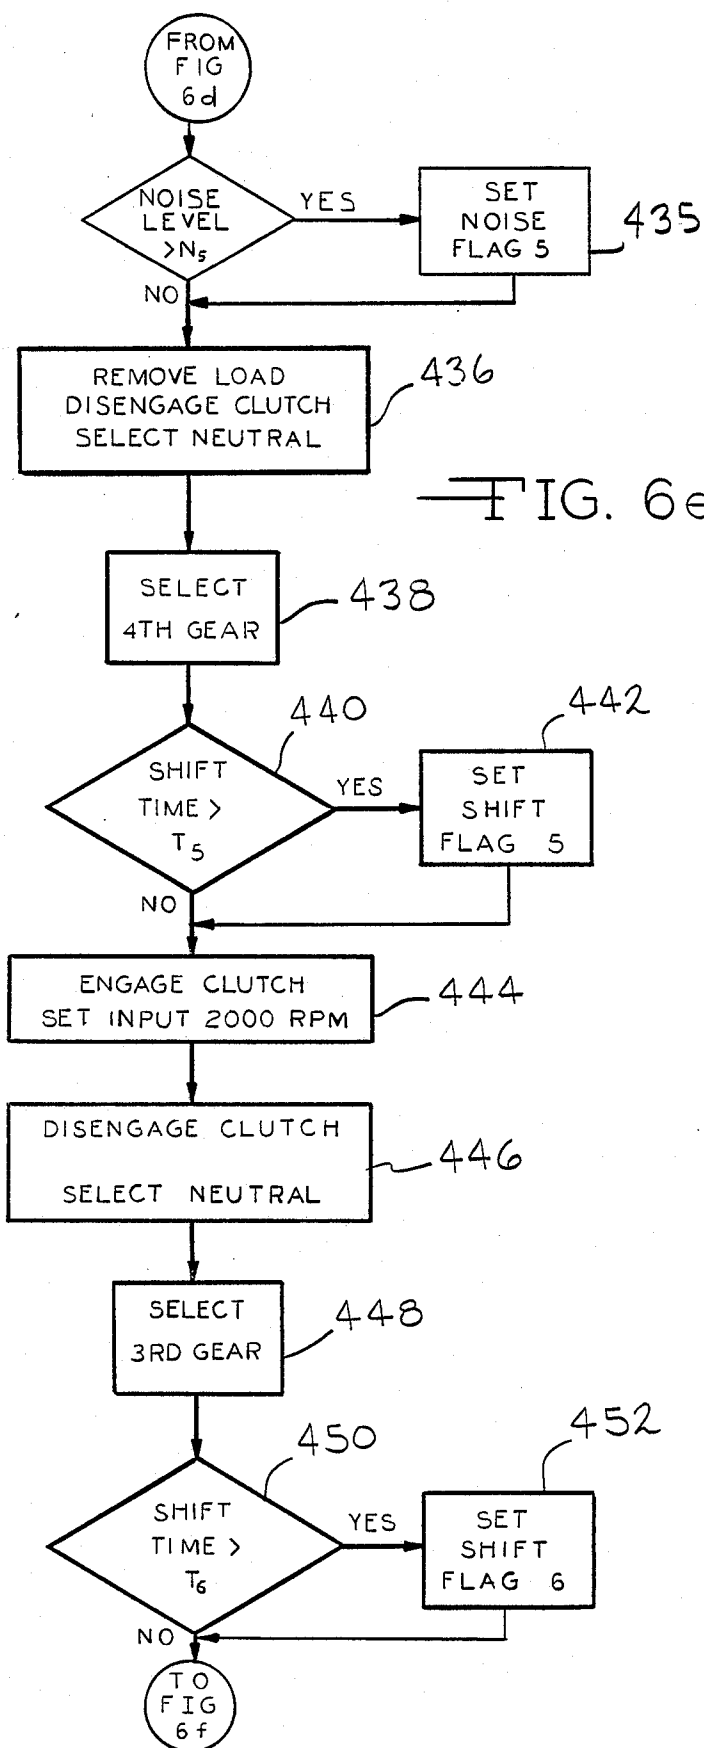 FROM
FIG
6d
NOISE
LEVEL
>N5
YES
SET
NOISE
FLAG 5
435
NO
REMOVE LOAD
DISENGAGE CLUTCH
SELECT NEUTRAL
436
FIG. 6e
SELECT
4TH GEAR
438
SHIFT
TIME >
T5
440
YES
SET
SHIFT
FLAG 5
442
NO
ENGAGE CLUTCH
SET INPUT 2000 RPM
444
DISENGAGE CLUTCH
SELECT NEUTRAL
446
SELECT
3RD GEAR
448
SHIFT
TIME >
T6
450
YES
SET
SHIFT
FLAG 6
452
NO
TO
FIG
6f